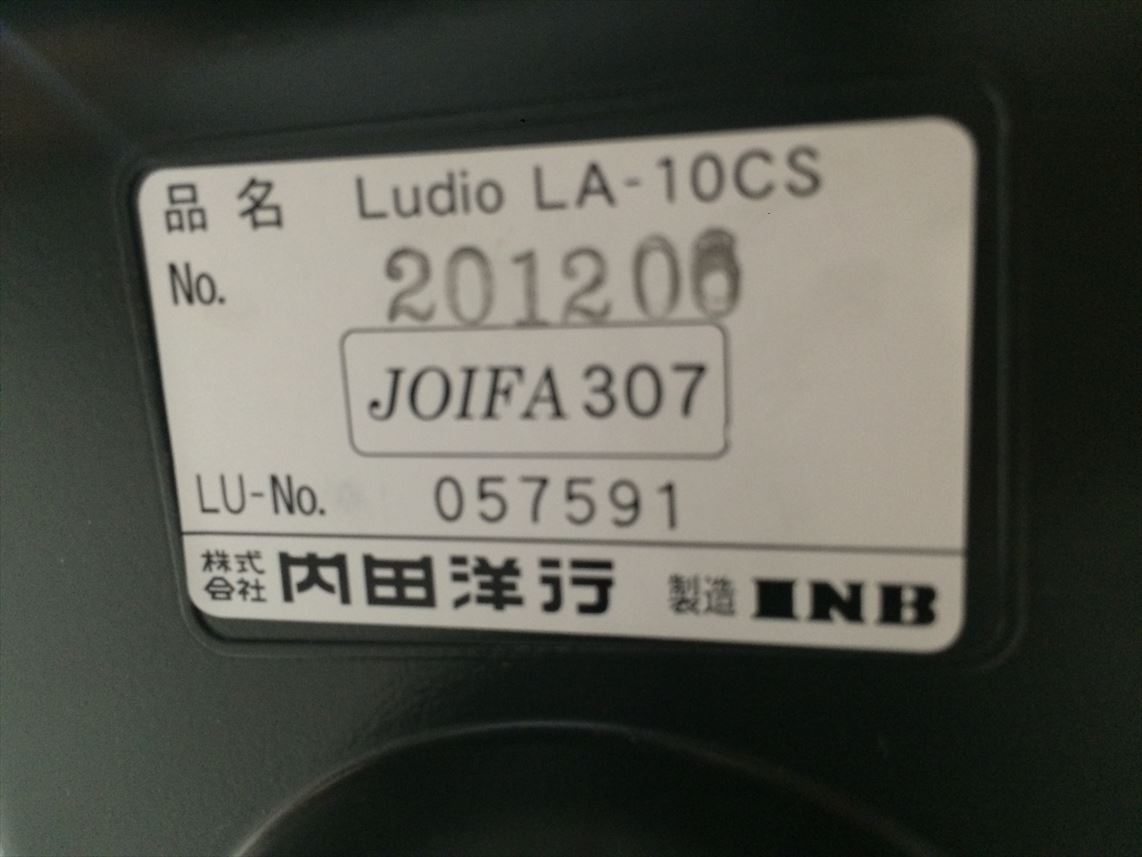 品名 Ludio LA-10CS
No. 201206
JOIFA 307
LU-No. 057591
株式会社 内田洋行 製造 INB